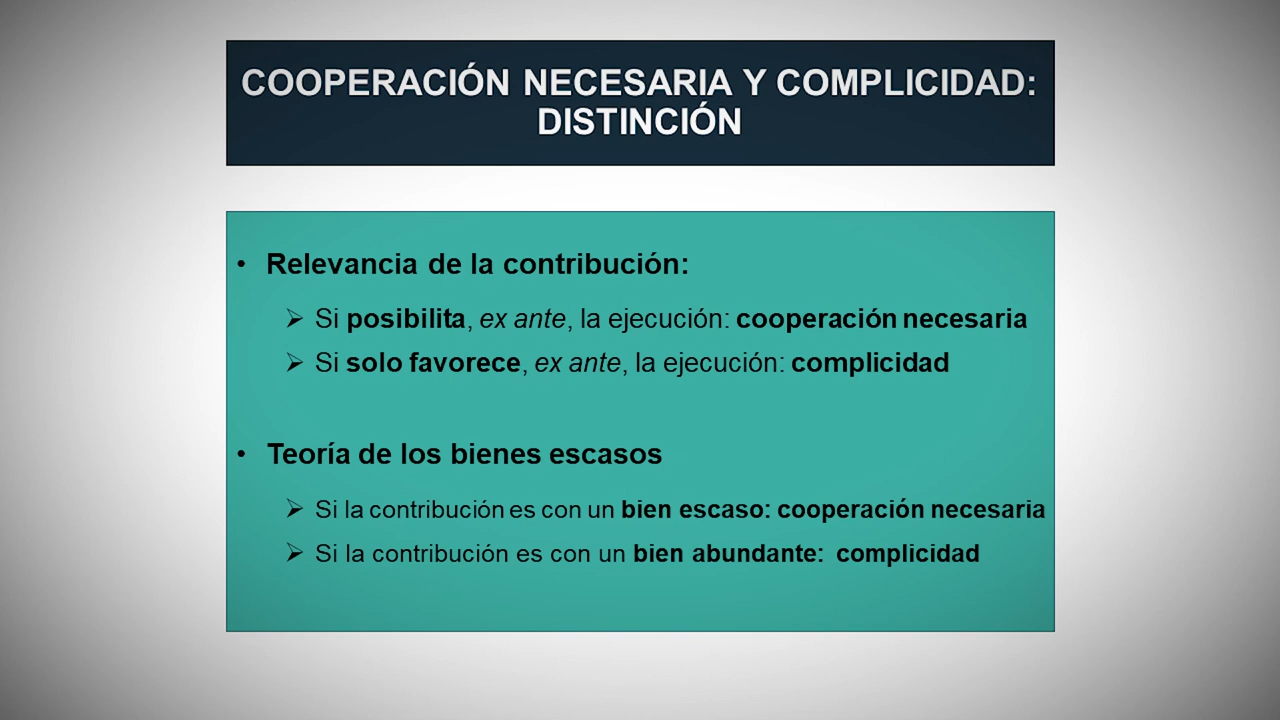 COOPERACIÓN NECESARIA Y COMPLICIDAD:
DISTINCIÓN
• Relevancia de la contribución:
➢ Si posibilita, ex ante, la ejecución: cooperación necesaria
➢ Si solo favorece, ex ante, la ejecución: complicidad
• Teoría de los bienes escasos
➢ Si la contribución es con un bien escaso: cooperación necesaria
➢ Si la contribución es con un bien abundante: complicidad